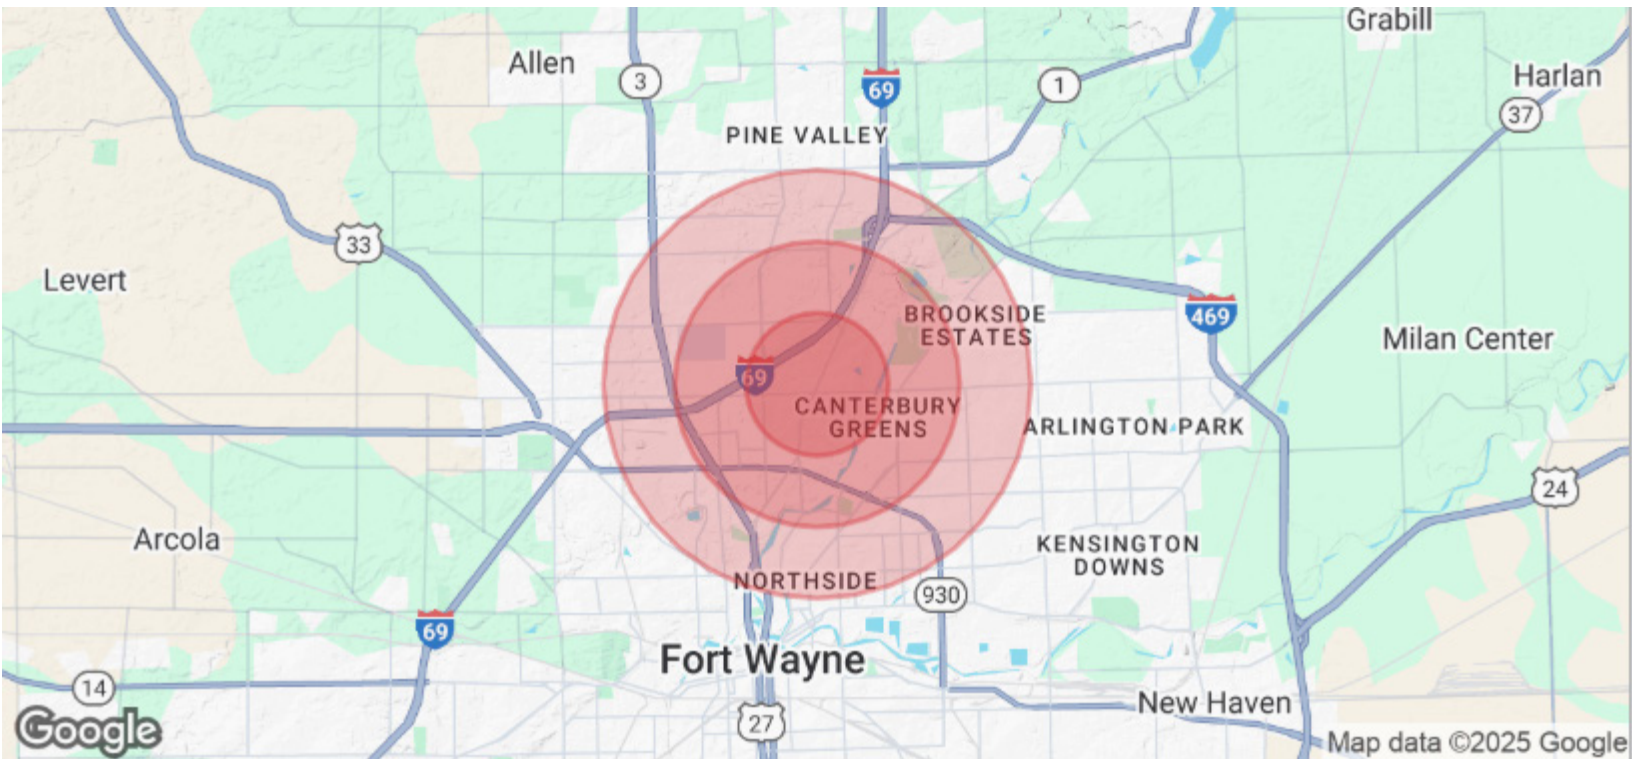 Grabill
Allen
Harlan
3
69
1
37
PINE VALLEY
33
Levert
BROOKSIDE
ESTATES
469
Milan Center
69
CANTERBURY
GREENS
ARLINGTON PARK
24
Arcola
KENSINGTON
DOWNS
NORTHSIDE
930
69
Fort Wayne
14
New Haven
27
Google
Map data ©2025 Google